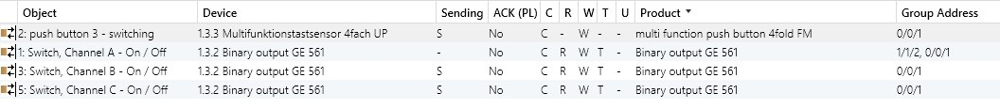 Object Device Sending ACK (PL) C R W T U Product Group Address
2: push button 3 - switching 1.3.3 Multifunktionstastsensor 4fach UP S No C - W - - multi function push button 4fold FM 0/0/1
1: Switch, Channel A - On / Off 1.3.2 Binary output GE 561 - No C R W T - Binary output GE 561 1/1/2, 0/0/1
3: Switch, Channel B - On / Off 1.3.2 Binary output GE 561 S No C R W T - Binary output GE 561 0/0/1
5: Switch, Channel C - On / Off 1.3.2 Binary output GE 561 S No C R W T - Binary output GE 561 0/0/1